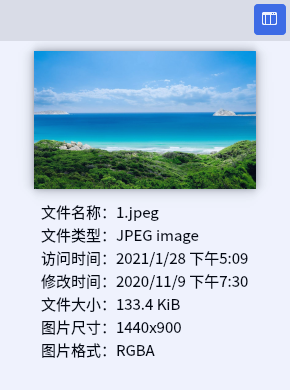 文件名称：1.jpeg
文件类型：JPEG image
访问时间：2021/1/28 下午5:09
修改时间：2020/11/9 下午7:30
文件大小：133.4 KiB
图片尺寸：1440x900
图片格式：RGBA